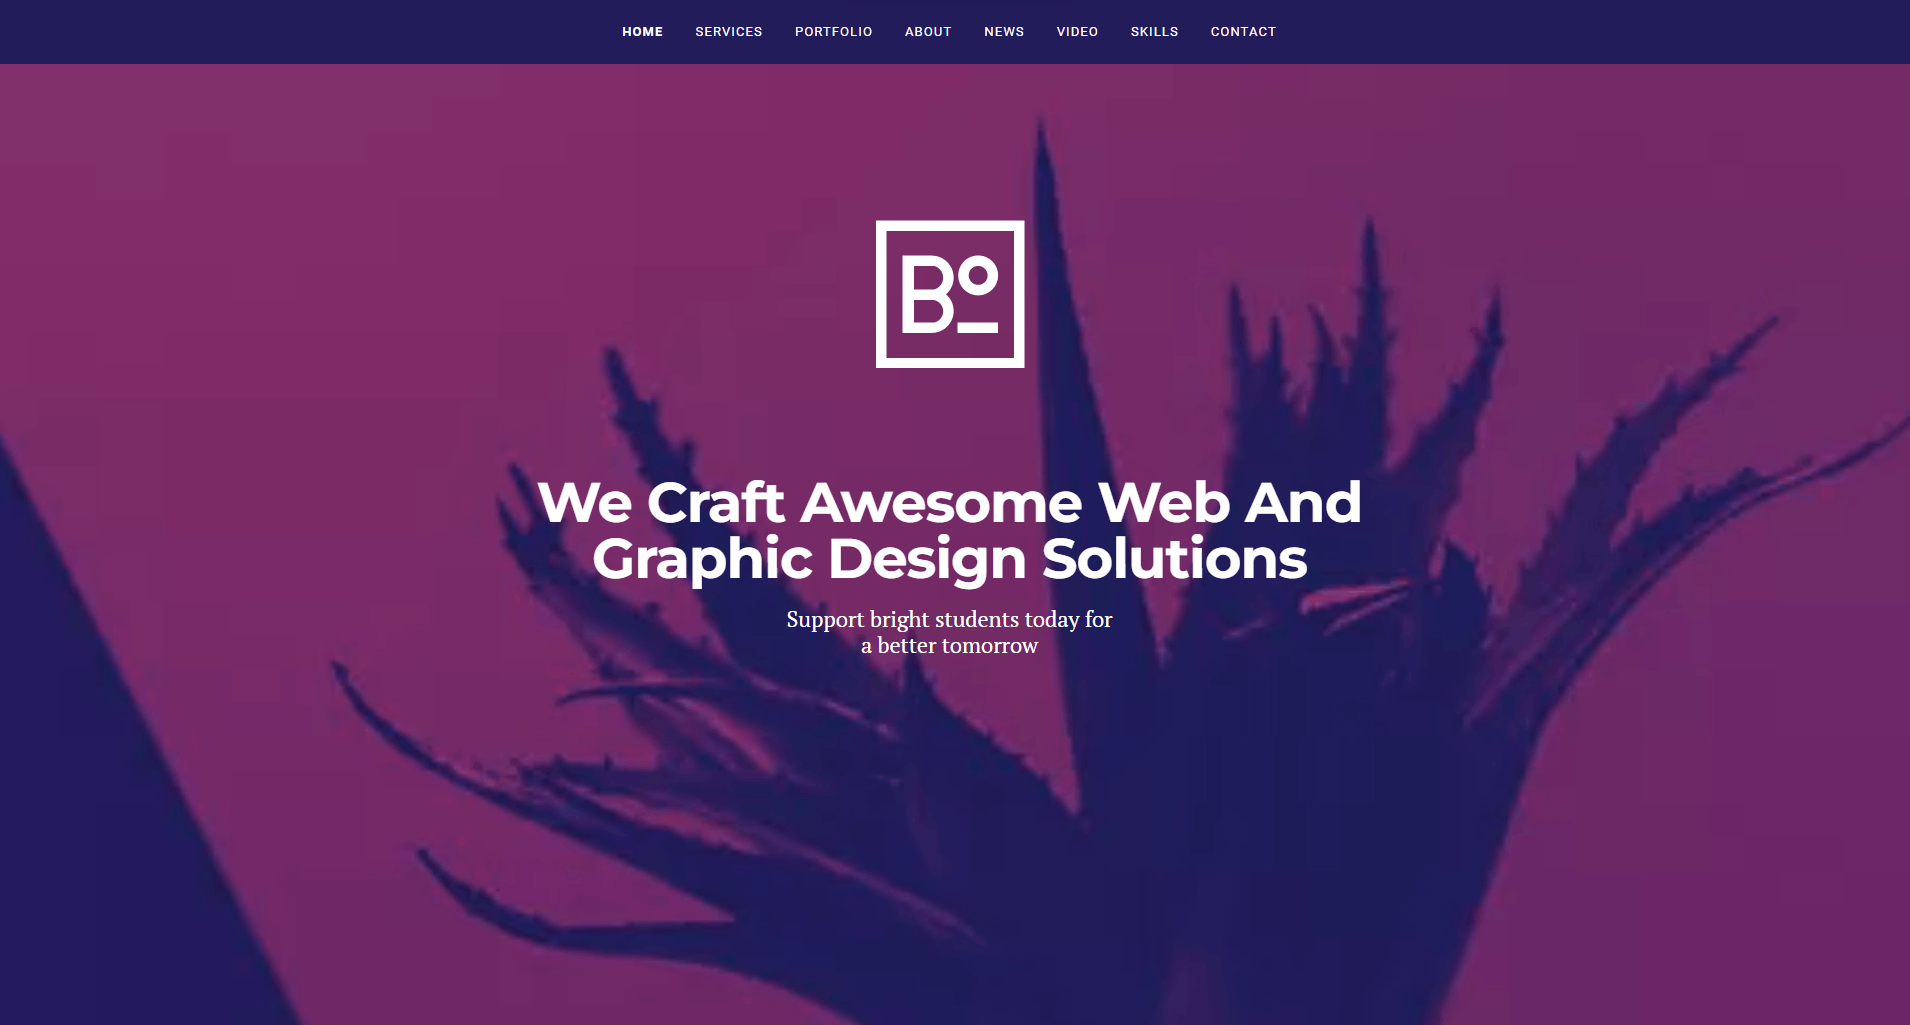 HOME SERVICES PORTFOLIO ABOUT NEWS VIDEO SKILLS CONTACT
Bo
We Craft Awesome Web And
Graphic Design Solutions
Support bright students today for
a better tomorrow